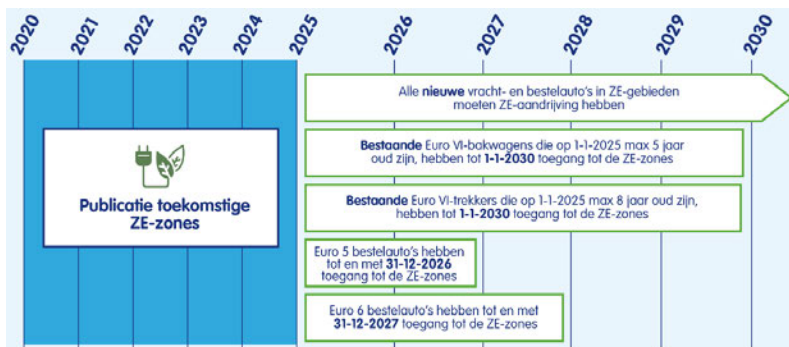 2020 2021 2022 2023 2024 2025 2026 2027 2028 2029 2030
Alle nieuwe vracht- en bestelauto's in ZE-gebieden
moeten ZE-aandrijving hebben
Bestaande Euro VI-bakwagens die op 1-1-2025 max 5 jaar
oud zijn, hebben tot 1-1-2030 toegang tot de ZE-zones
Publicatie toekomstige
ZE-zones
Bestaande Euro VI-trekkers die op 1-1-2025 max 8 jaar oud zijn,
hebben tot 1-1-2030 toegang tot de ZE-zones
Euro 5 bestelauto's hebben
tot en met 31-12-2026
toegang tot de ZE-zones
Euro 6 bestelauto's hebben tot en met
31-12-2027 toegang tot de ZE-zones